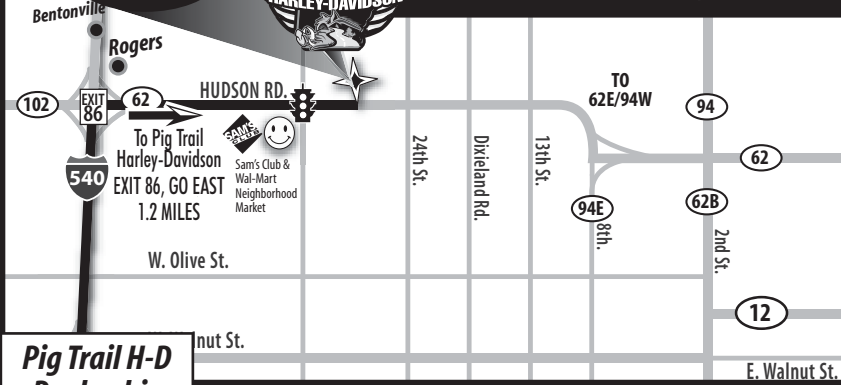 HARLEY-DAVIDSON
Bentonville
Rogers
102
EXIT
86
62
HUDSON RD.
TO
62E/94W
94
SAM'S
CLUB
To Pig Trail
Harley-Davidson
EXIT 86, GO EAST
1.2 MILES
Sam's Club &
Wal-Mart
Neighborhood
Market
540
24th St.
Dixieland Rd.
13th St.
62
94E
8th.
62B
2nd St.
W. Olive St.
12
nut St.
E. Walnut St.
Pig Trail H-D